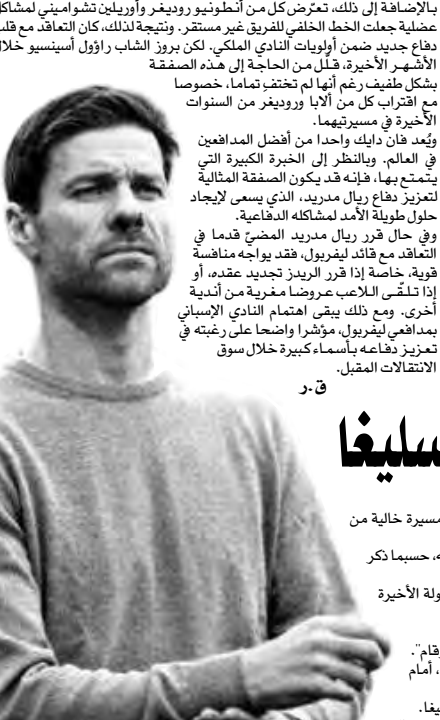 بالإضافة إلى ذلك، تعرّض كل من أنطونيو روديغر وأوريلين تشواميني لمشاكل
عضلية جعلت الخط الخلفي للفريق غير مستقر. ونتيجة لذلك، كان التعاقد مع قلب
دفاع جديد ضمن أولويات النادي الملكي. لكن بروز الشاب راؤول أسينسيو خلال
الأشهر الأخيرة، قلّل من الحاجة إلى هذه الصفقة
بشكل طفيف رغم أنها لم تختفِ تماما، خصوصا
مع اقتراب كل من ألابا وروديغر من السنوات
الأخيرة في مسيرتيهما.
ويُعد فان دايك واحدا من أفضل المدافعين
في العالم. وبالنظر إلى الخبرة الكبيرة التي
يتمتع بها، فإنه قد يكون الصفقة المثالية
لتعزيز دفاع ريال مدريد، الذي يسعى لإيجاد
حلول طويلة الأمد لمشاكله الدفاعية.
وفي حال قرر ريال مدريد المضيّ قدما في
التعاقد مع قائد ليفربول، فقد يواجه منافسة
قوية، خاصة إذا قرر الريدز تجديد عقده، أو
إذا تلقّى اللاعب عروضا مغرية من أندية
أخرى. ومع ذلك يبقى اهتمام النادي الإسباني
بمدافعي ليفربول، مؤشرا واضحا على رغبته في
تعزيز دفاعه بأسماء كبيرة خلال سوق
الانتقالات المقبل.
ق.ر
سليغا
مسيرة خالية من
، حسبما ذكر
الأخيرة
، أمام